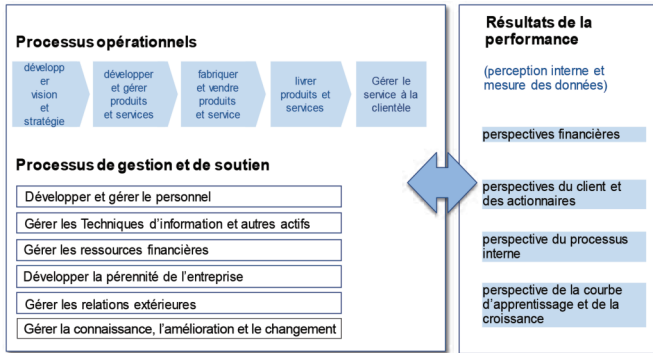 Processus opérationnels
développ
er
vision
et
stratégie
développer
et gérer
produits
et services
fabriquer
et vendre
produits
et service
livrer
produits et
services
Gérer le
service à la
clientèle
Processus de gestion et de soutien
Développer et gérer le personnel
Gérer les Techniques d’information et autres actifs
Gérer les ressources financières
Développer la pérennité de l’entreprise
Gérer les relations extérieures
Gérer la connaissance, l’amélioration et le changement
Résultats de la
performance
(perception interne et
mesure des données)
perspectives financières
perspectives du client et
des actionnaires
perspective du processus
interne
perspective de la courbe
d’apprentissage et de la
croissance